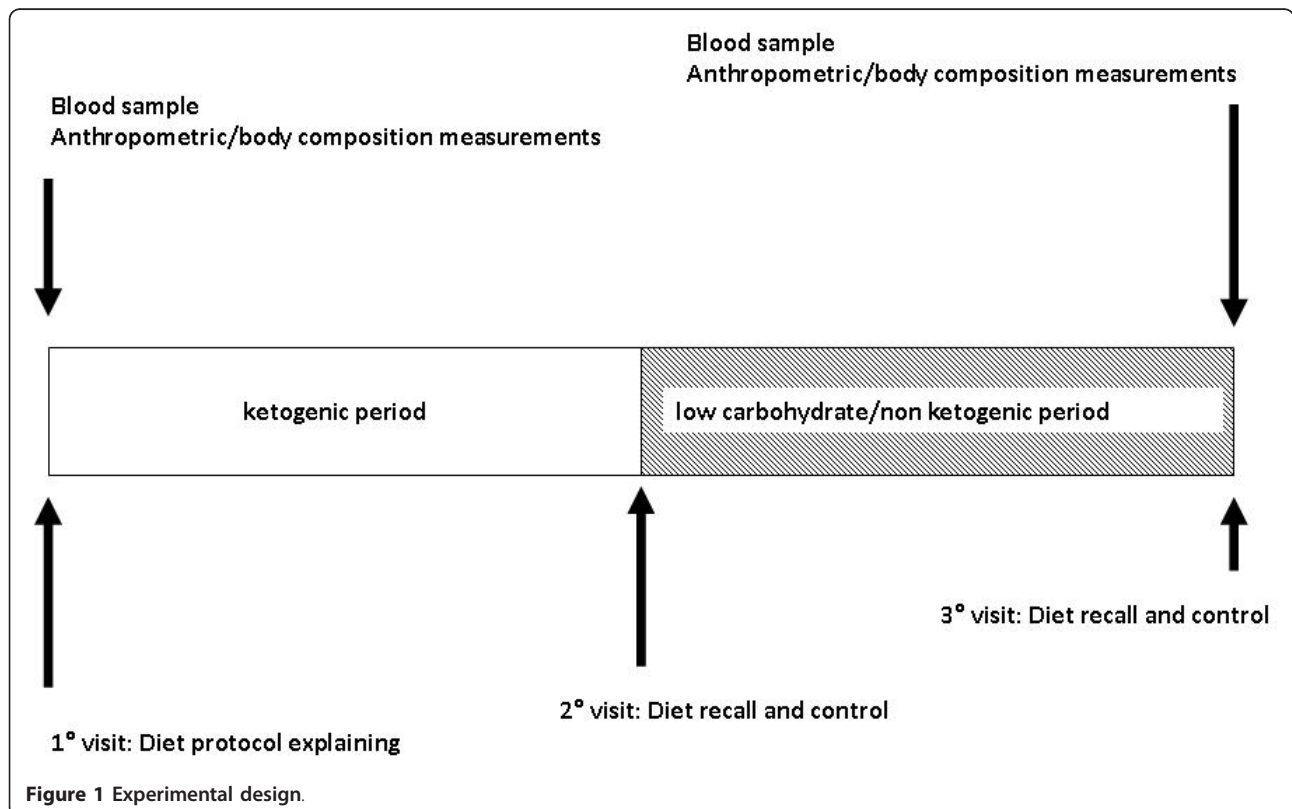 Blood sample
Anthropometric/body composition measurements
Blood sample
Anthropometric/body composition measurements
ketogenic period
low carbohydrate/non ketogenic period
3° visit: Diet recall and control
2° visit: Diet recall and control
1° visit: Diet protocol explaining
Figure 1 Experimental design.